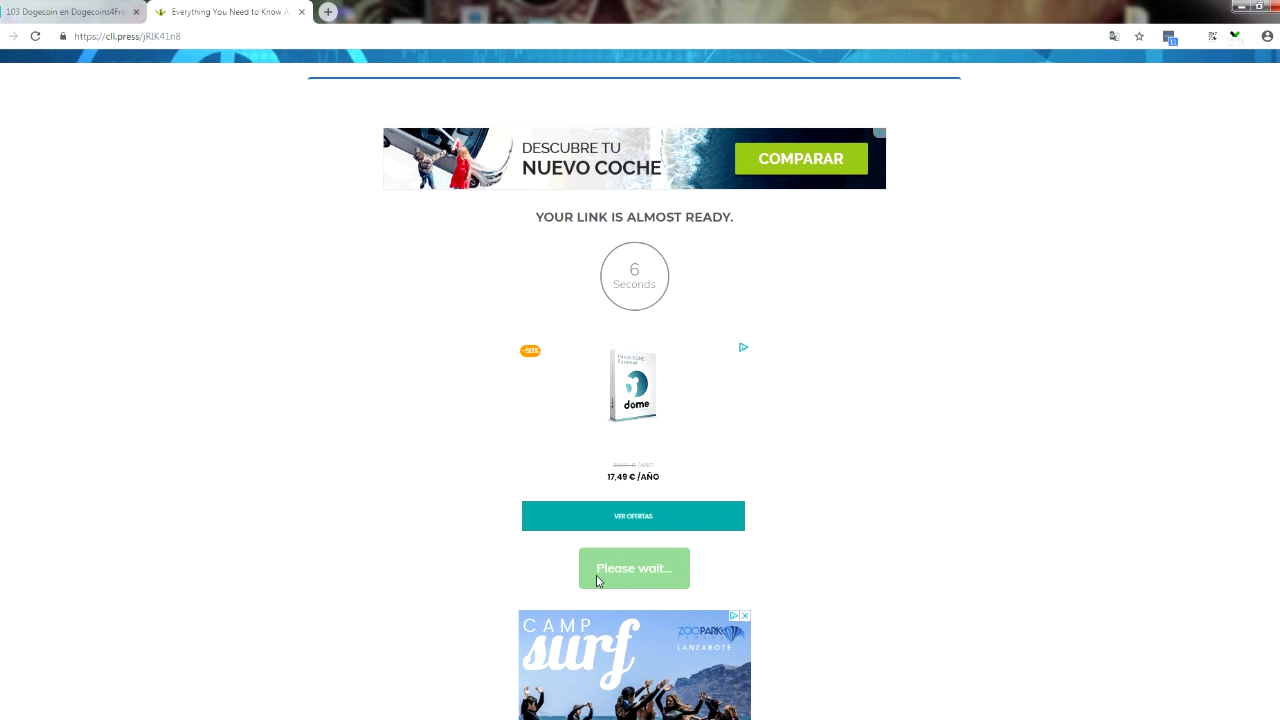 103 Dogecoin en Dogecoins4Fre
Everything You Need to Know A
https://cll.press/jRIK41n8
DESCUBRE TU
NUEVO COCHE
COMPARAR
YOUR LINK IS ALMOST READY.
6
Seconds
-50%
dome
/AÑO
17,49 € /AÑO
VER OFERTAS
Please wait...
CAMP
surf
ZOOPARK
LANZAROTE